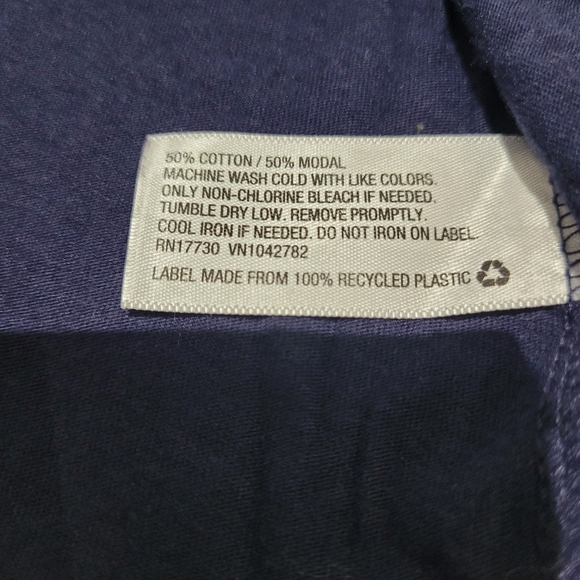 50% COTTON / 50% MODAL
MACHINE WASH COLD WITH LIKE COLORS.
ONLY NON-CHLORINE BLEACH IF NEEDED.
TUMBLE DRY LOW. REMOVE PROMPTLY.
COOL IRON IF NEEDED. DO NOT IRON ON LABEL
RN17730 VN1042782
LABEL MADE FROM 100% RECYCLED PLASTIC